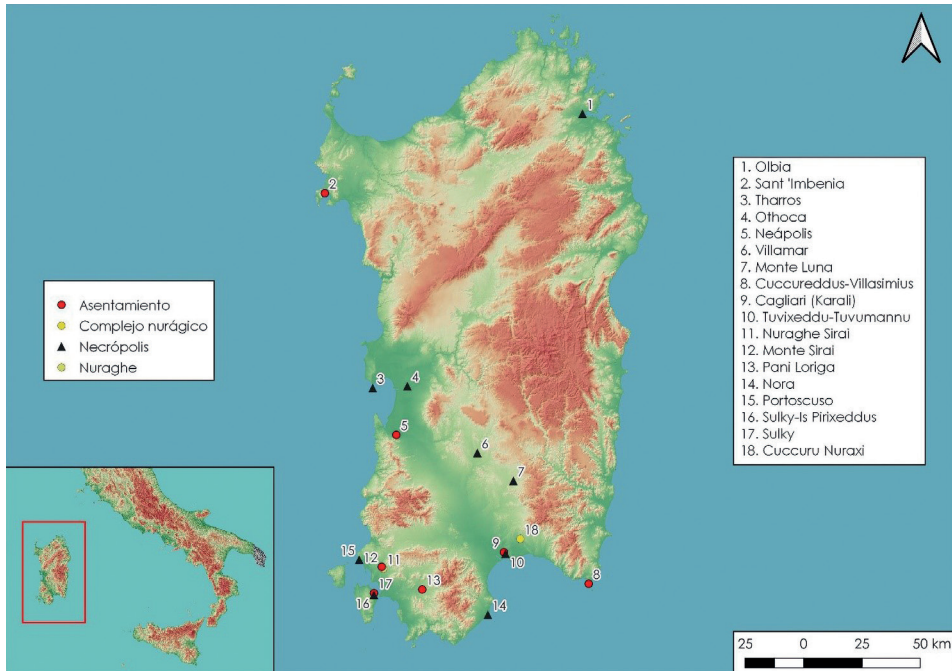 1
2
3
4
5
6
7
18
9
10
15
12
11
17
13
16
14
8
Asentamiento
Complejo nurágico
Necrópolis
Nuraghe
1. Olbia
2. Sant 'Imbenia
3. Tharros
4. Othoca
5. Neápolis
6. Villamar
7. Monte Luna
8. Cuccureddus-Villasimius
9. Cagliari (Karali)
10. Tuvixeddu-Tuvumannu
11. Nuraghe Sirai
12. Monte Sirai
13. Pani Loriga
14. Nora
15. Portoscuso
16. Sulky-Is Pirixeddus
17. Sulky
18. Cuccuru Nuraxi
25 0 25 50 km